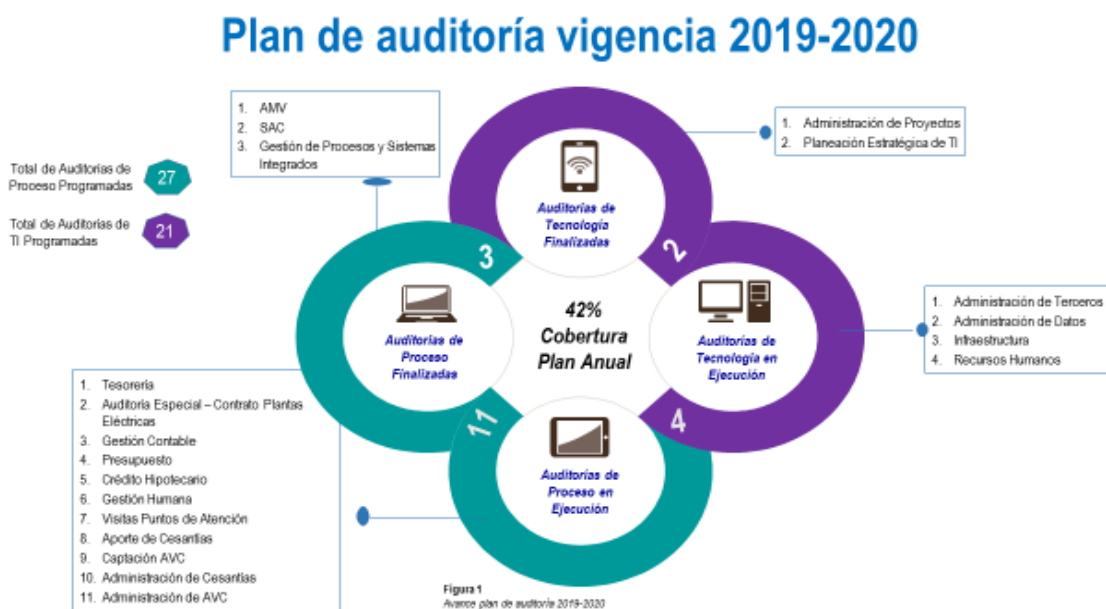 Plan de auditoría vigencia 2019-2020
1. AMV
2. SAC
3. Gestión de Procesos y Sistemas
Integrados
1. Administración de Proyectos
2. Planeación Estratégica de TI
Total de Auditorias de
Proceso Programadas
27
Total de Auditorias de
TI Programadas
21
Auditorías de
Tecnología
Finalizadas
3
2
Auditorías de
Proceso
Finalizadas
42%
Cobertura
Plan Anual
Auditorías de
Tecnología en
Ejecución
1. Administración de Terceros
2. Administración de Datos
3. Infraestructura
4. Recursos Humanos
1. Tesorería
2. Auditoría Especial – Contrato Plantas
Eléctricas
3. Gestión Contable
4. Presupuesto
5. Crédito Hipotecario
6. Gestión Humana
7. Visitas Puntos de Atención
8. Aporte de Cesantías
9. Captación AVC
10. Administración de Cesantías
11. Administración de AVC
11
4
Auditorías de
Proceso en
Ejecución
Figura 1
Avance plan de auditoría 2019-2020